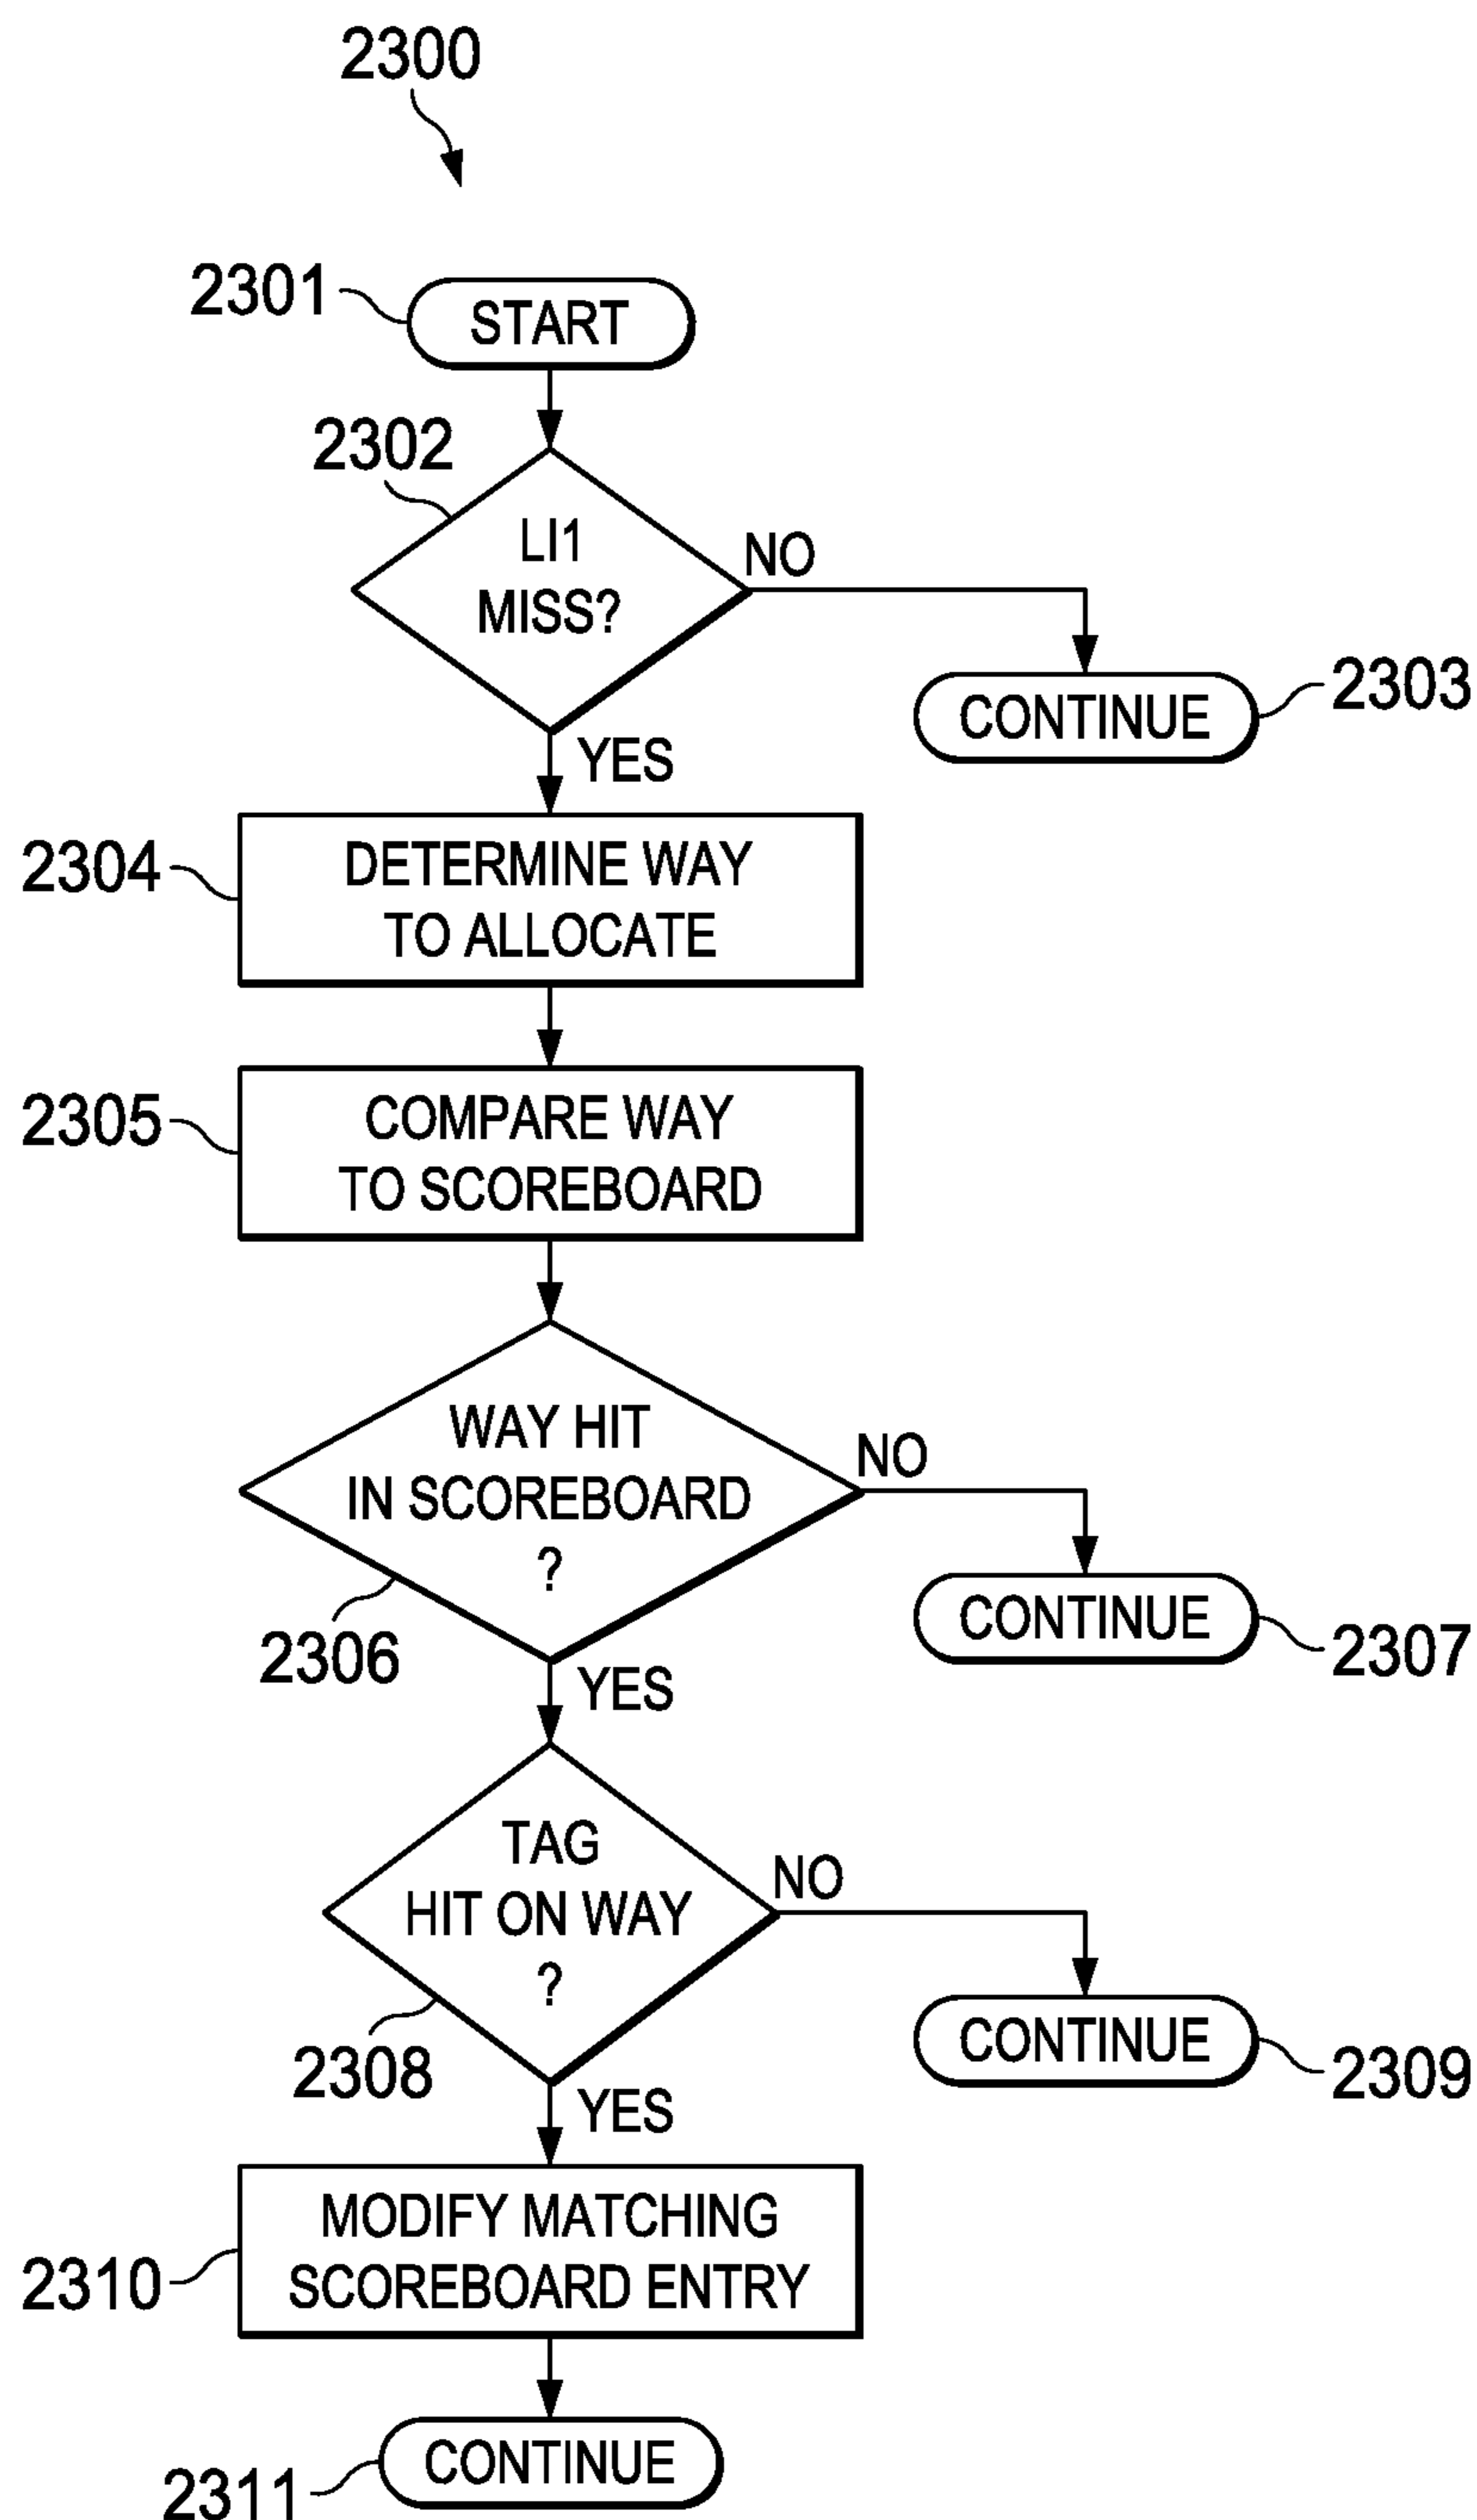 2300
2301
START
2302
LI1
MISS?
NO
CONTINUE
2303
YES
2304
DETERMINE WAY
TO ALLOCATE
2305
COMPARE WAY
TO SCOREBOARD
WAY HIT
IN SCOREBOARD
?
NO
2306
CONTINUE
2307
YES
TAG
HIT ON WAY
?
NO
2308
CONTINUE
2309
YES
2310
MODIFY MATCHING
SCOREBOARD ENTRY
CONTINUE
2311